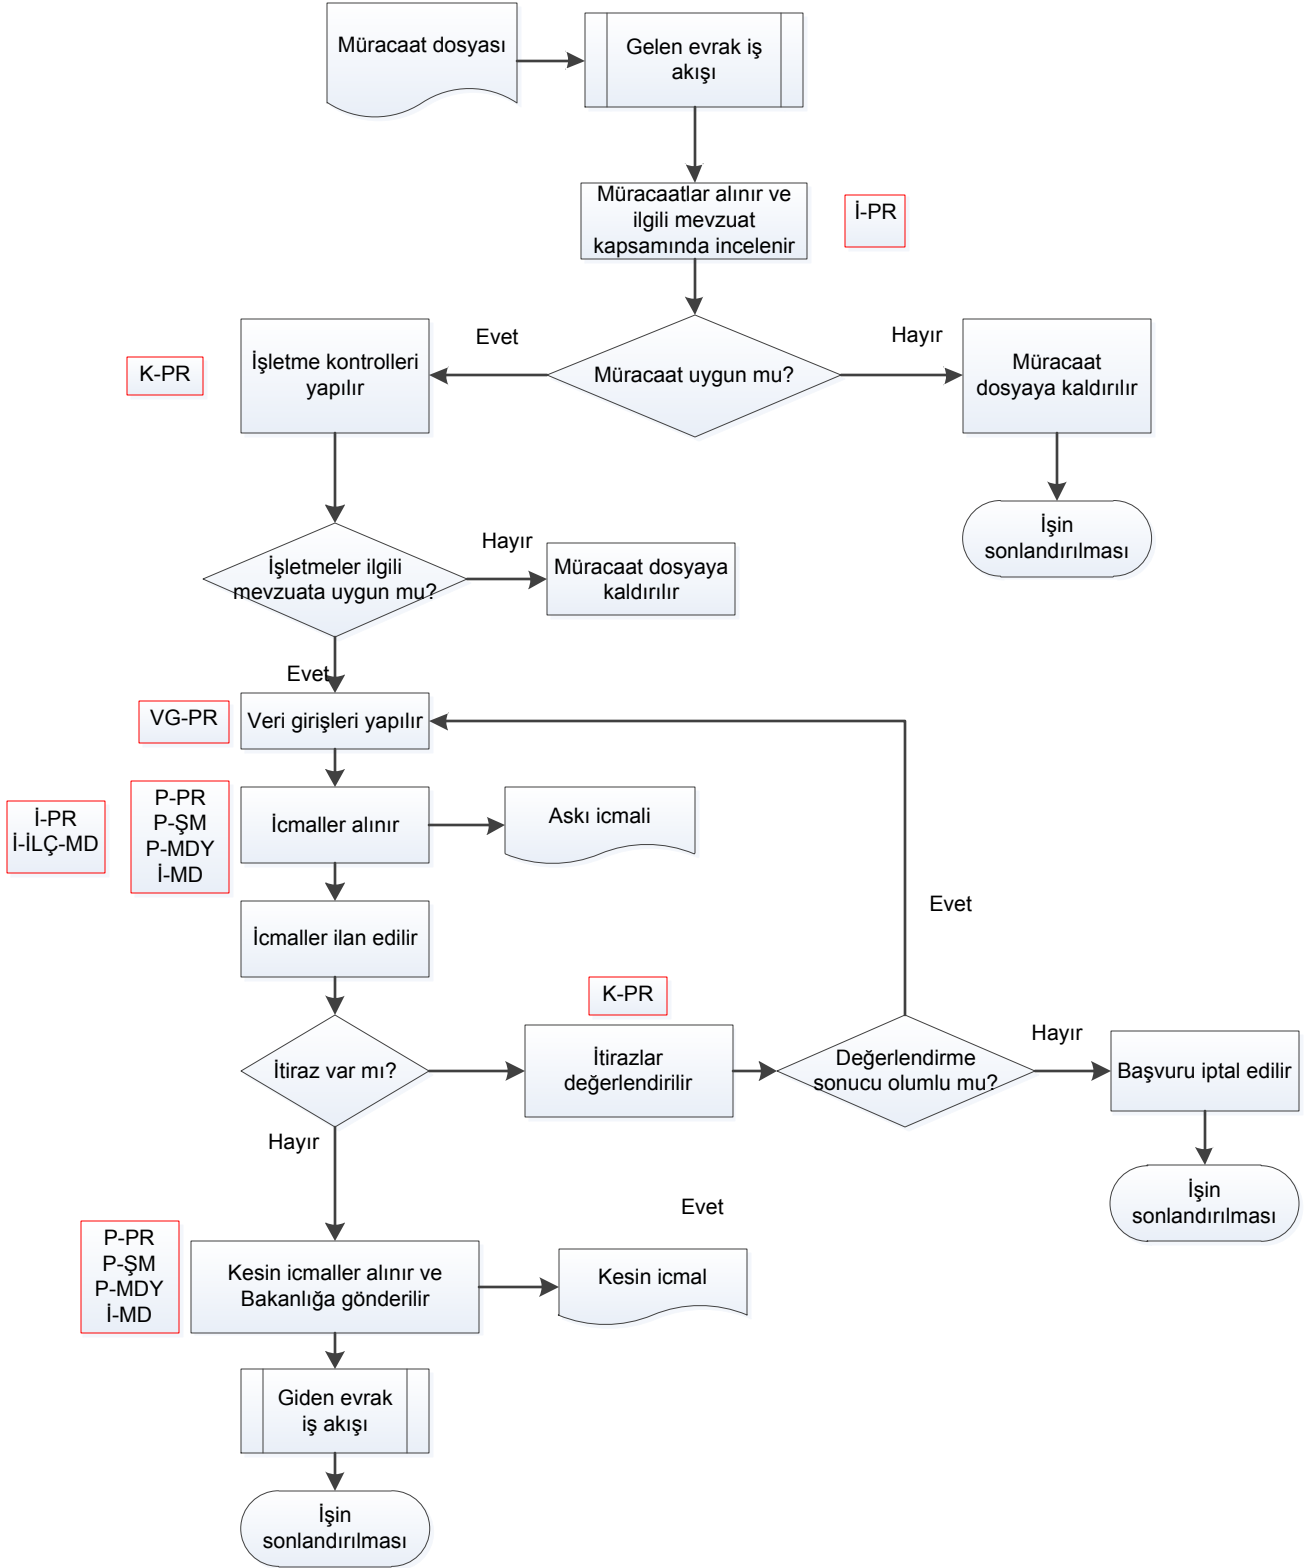 Müracaat dosyası
Gelen evrak iş
akışı
Müracaatlar alınır ve
ilgili mevzuat
kapsamında incelenir
İ-PR
Evet
Hayır
K-PR
İşletme kontrolleri
yapılır
Müracaat uygun mu?
Müracaat
dosyaya kaldırılır
İşin
sonlandırılması
İşletmeler ilgili
mevzuata uygun mu?
Hayır
Müracaat dosyaya
kaldırılır
Evet
VG-PR
Veri girişleri yapılır
İ-PR
İ-İLÇ-MD
P-PR
P-ŞM
P-MDY
İ-MD
İcmaller alınır
Askı icmali
Evet
İcmaller ilan edilir
K-PR
İtiraz var mı?
İtirazlar
değerlendirilir
Değerlendirme
sonucu olumlu mu?
Hayır
Başvuru iptal edilir
Hayır
İşin
sonlandırılması
Evet
P-PR
P-ŞM
P-MDY
İ-MD
Kesin icmaller alınır ve
Bakanlığa gönderilir
Kesin icmal
Giden evrak
iş akışı
İşin
sonlandırılması